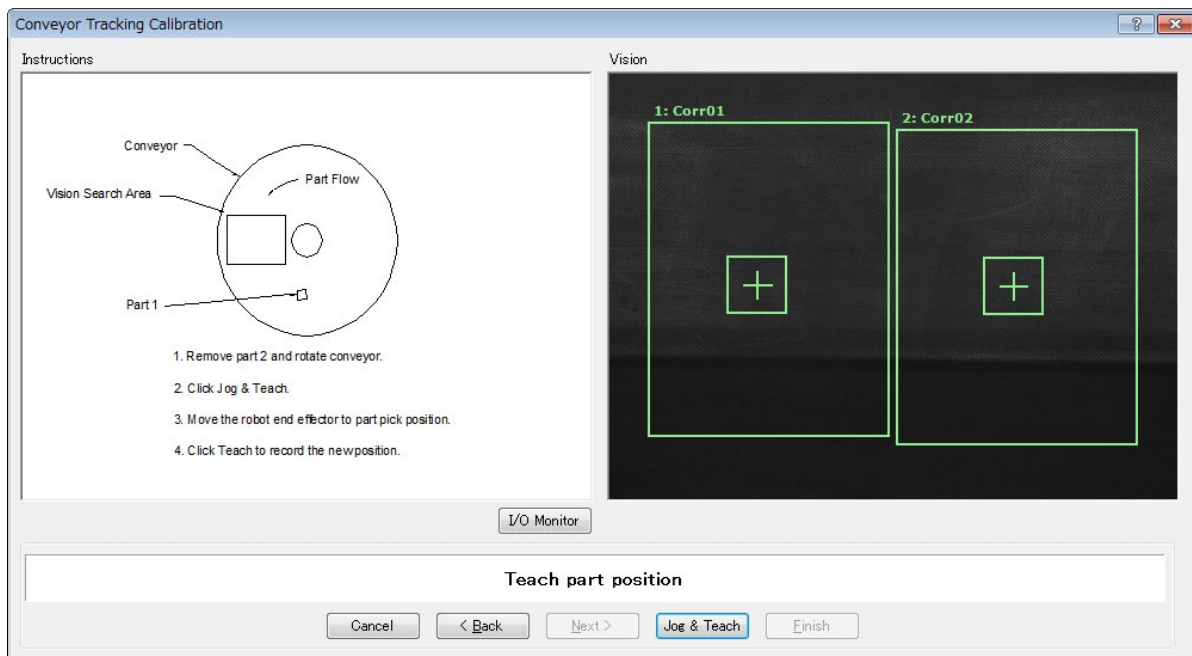 Conveyor Tracking Calibration
Instructions
Vision
Conveyor
Part Flow
Vision Search Area
Part 1
1. Remove part 2 and rotate conveyor.
2. Click Jog & Teach.
3. Move the robot end effector to part pick position.
4. Click Teach to record the new position.
1: Corr01
2: Corr02
I/O Monitor
Teach part position
Cancel
< Back
Next >
Jog & Teach
Finish